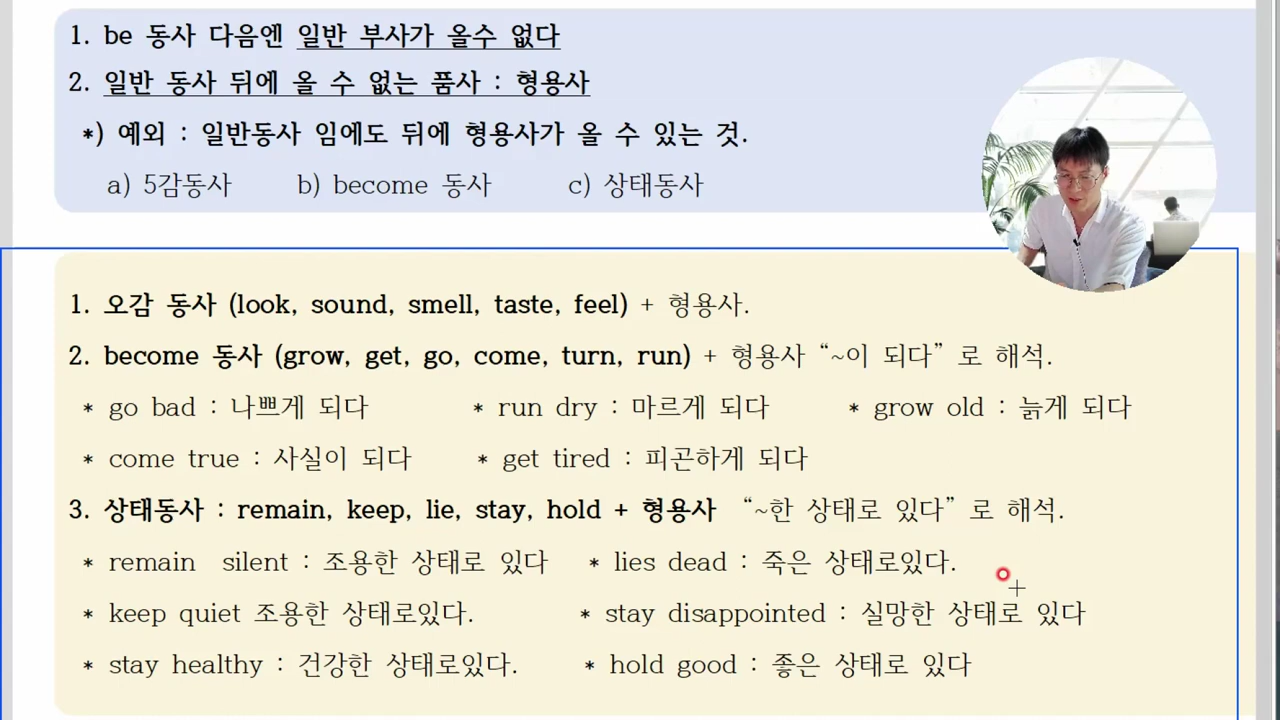 1. be 동사 다음엔 일반 부사가 올수 없다
2. 일반 동사 뒤에 올 수 없는 품사 : 형용사
*) 예외 : 일반동사 임에도 뒤에 형용사가 올 수 있는 것.
a) 5감동사 b) become 동사 c) 상태동사
1. 오감 동사 (look, sound, smell, taste, feel) + 형용사.
2. become 동사 (grow, get, go, come, turn, run) + 형용사 “~이 되다” 로 해석.
* go bad : 나쁘게 되다 * run dry : 마르게 되다 * grow old : 늙게 되다
* come true : 사실이 되다 * get tired : 피곤하게 되다
3. 상태동사 : remain, keep, lie, stay, hold + 형용사 “~한 상태로 있다” 로 해석.
* remain silent : 조용한 상태로 있다 * lies dead : 죽은 상태로있다.
* keep quiet 조용한 상태로있다. * stay disappointed : 실망한 상태로 있다
* stay healthy : 건강한 상태로있다. * hold good : 좋은 상태로 있다